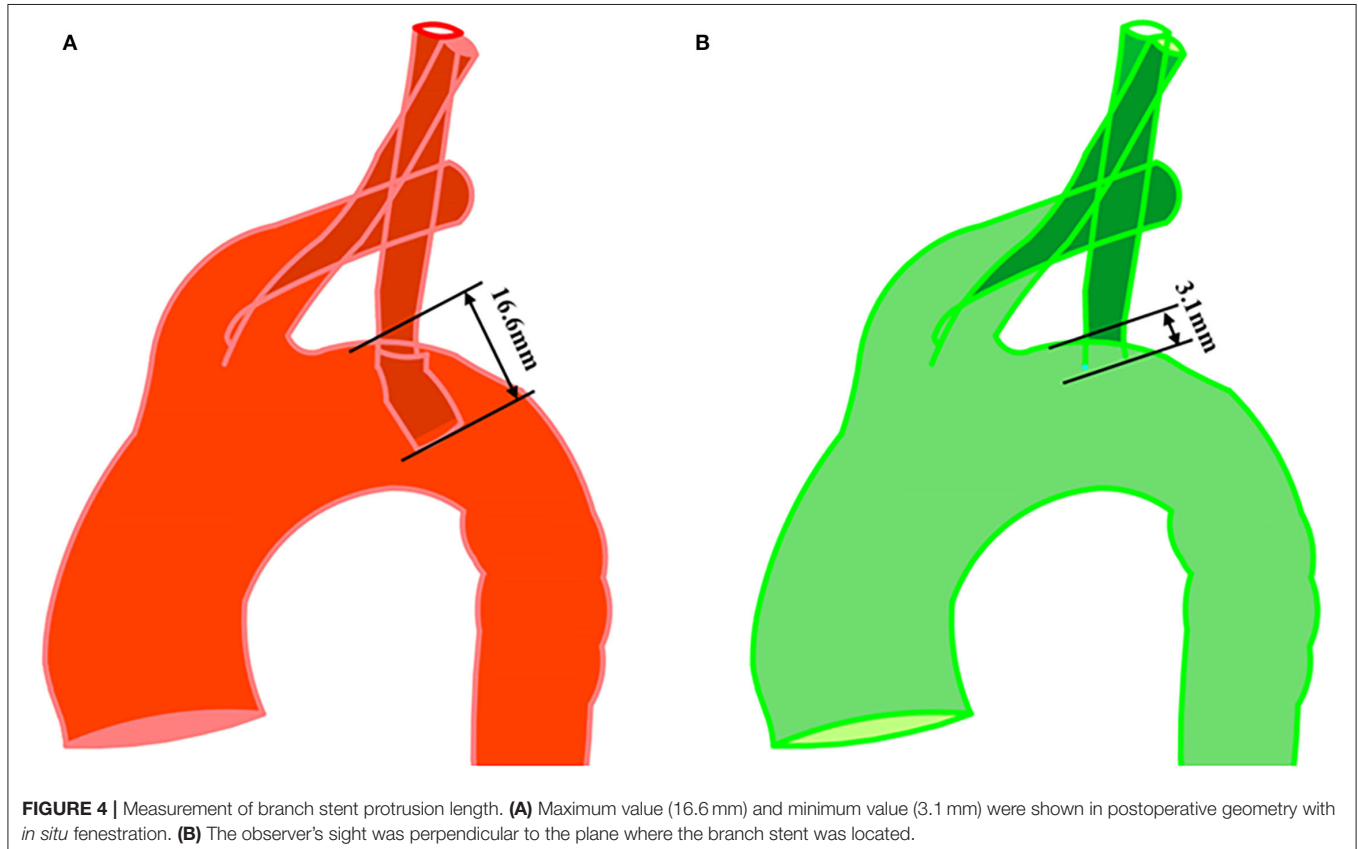 A
B
16.6mm
3.1mm
FIGURE 4 | Measurement of branch stent protrusion length. (A) Maximum value (16.6 mm) and minimum value (3.1 mm) were shown in postoperative geometry with
in situ fenestration. (B) The observer's sight was perpendicular to the plane where the branch stent was located.